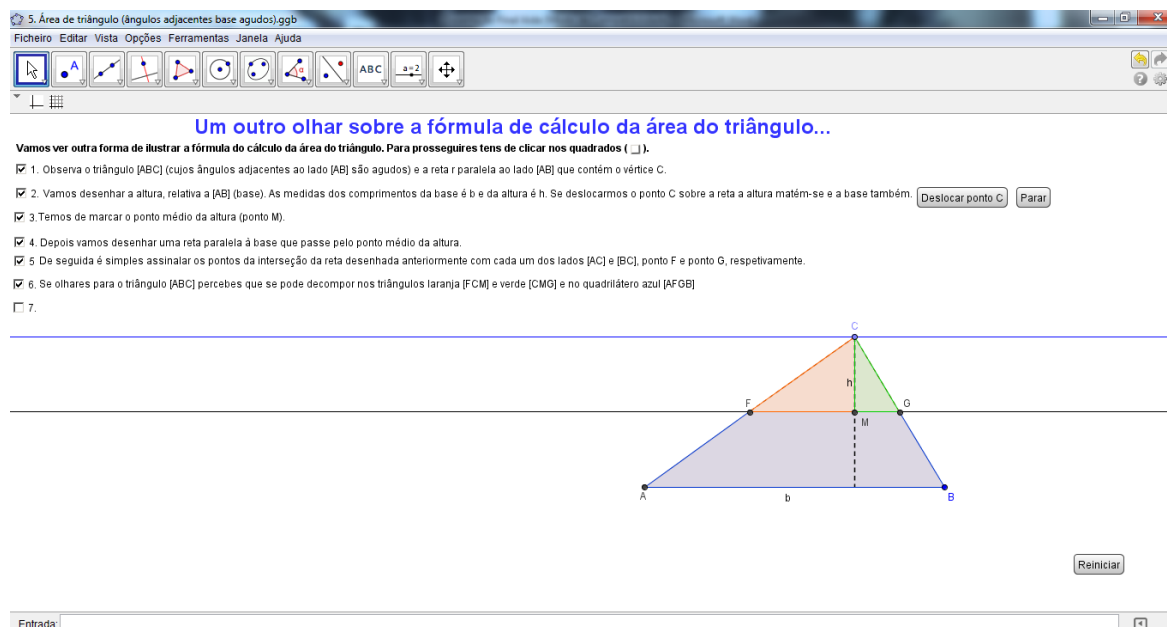 5. Área de triângulo (ângulos adjacentes base agudos).ggb
Ficheiro Editar Vista Opções Ferramentas Janela Ajuda
A α ABC a=2
Um outro olhar sobre a fórmula de cálculo da área do triângulo...
Vamos ver outra forma de ilustrar a fórmula do cálculo da área do triângulo. Para prosseguires tens de clicar nos quadrados ( ).
1. Observa o triângulo [ABC] (cujos ângulos adjacentes ao lado [AB] são agudos) e a reta r paralela ao lado [AB] que contém o vértice C.
2. Vamos desenhar a altura, relativa a [AB] (base). As medidas dos comprimentos da base é b e da altura é h. Se deslocarmos o ponto C sobre a reta a altura matém-se e a base também. Deslocar ponto C Parar
3.Temos de marcar o ponto médio da altura (ponto M).
4. Depois vamos desenhar uma reta paralela à base que passe pelo ponto médio da altura.
5 De seguida é simples assinalar os pontos da interseção da reta desenhada anteriormente com cada um dos lados [AC] e [BC], ponto F e ponto G, respetivamente.
6. Se olhares para o triângulo [ABC] percebes que se pode decompor nos triângulos laranja [FCM] e verde [CMG] e no quadrilátero azul [AFGB]
7.
C
h
F G
M
A b B
Reiniciar
Entrada: